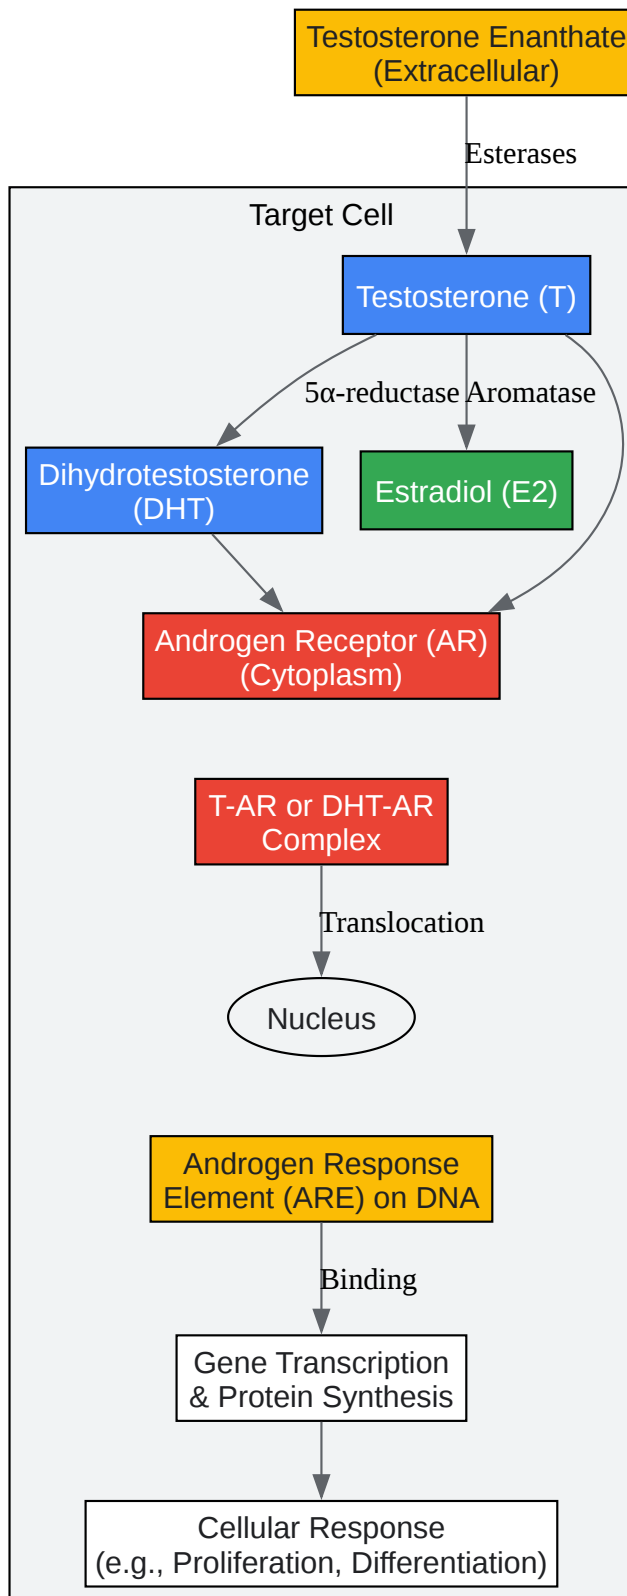 Testosterone Enanthate
(Extracellular)
Esterases
Target Cell
Testosterone (T)
5α-reductase Aromatase
Dihydrotestosterone
(DHT)
Estradiol (E2)
Androgen Receptor (AR)
(Cytoplasm)
T-AR or DHT-AR
Complex
Translocation
Nucleus
Androgen Response
Element (ARE) on DNA
Binding
Gene Transcription
& Protein Synthesis
Cellular Response
(e.g., Proliferation, Differentiation)